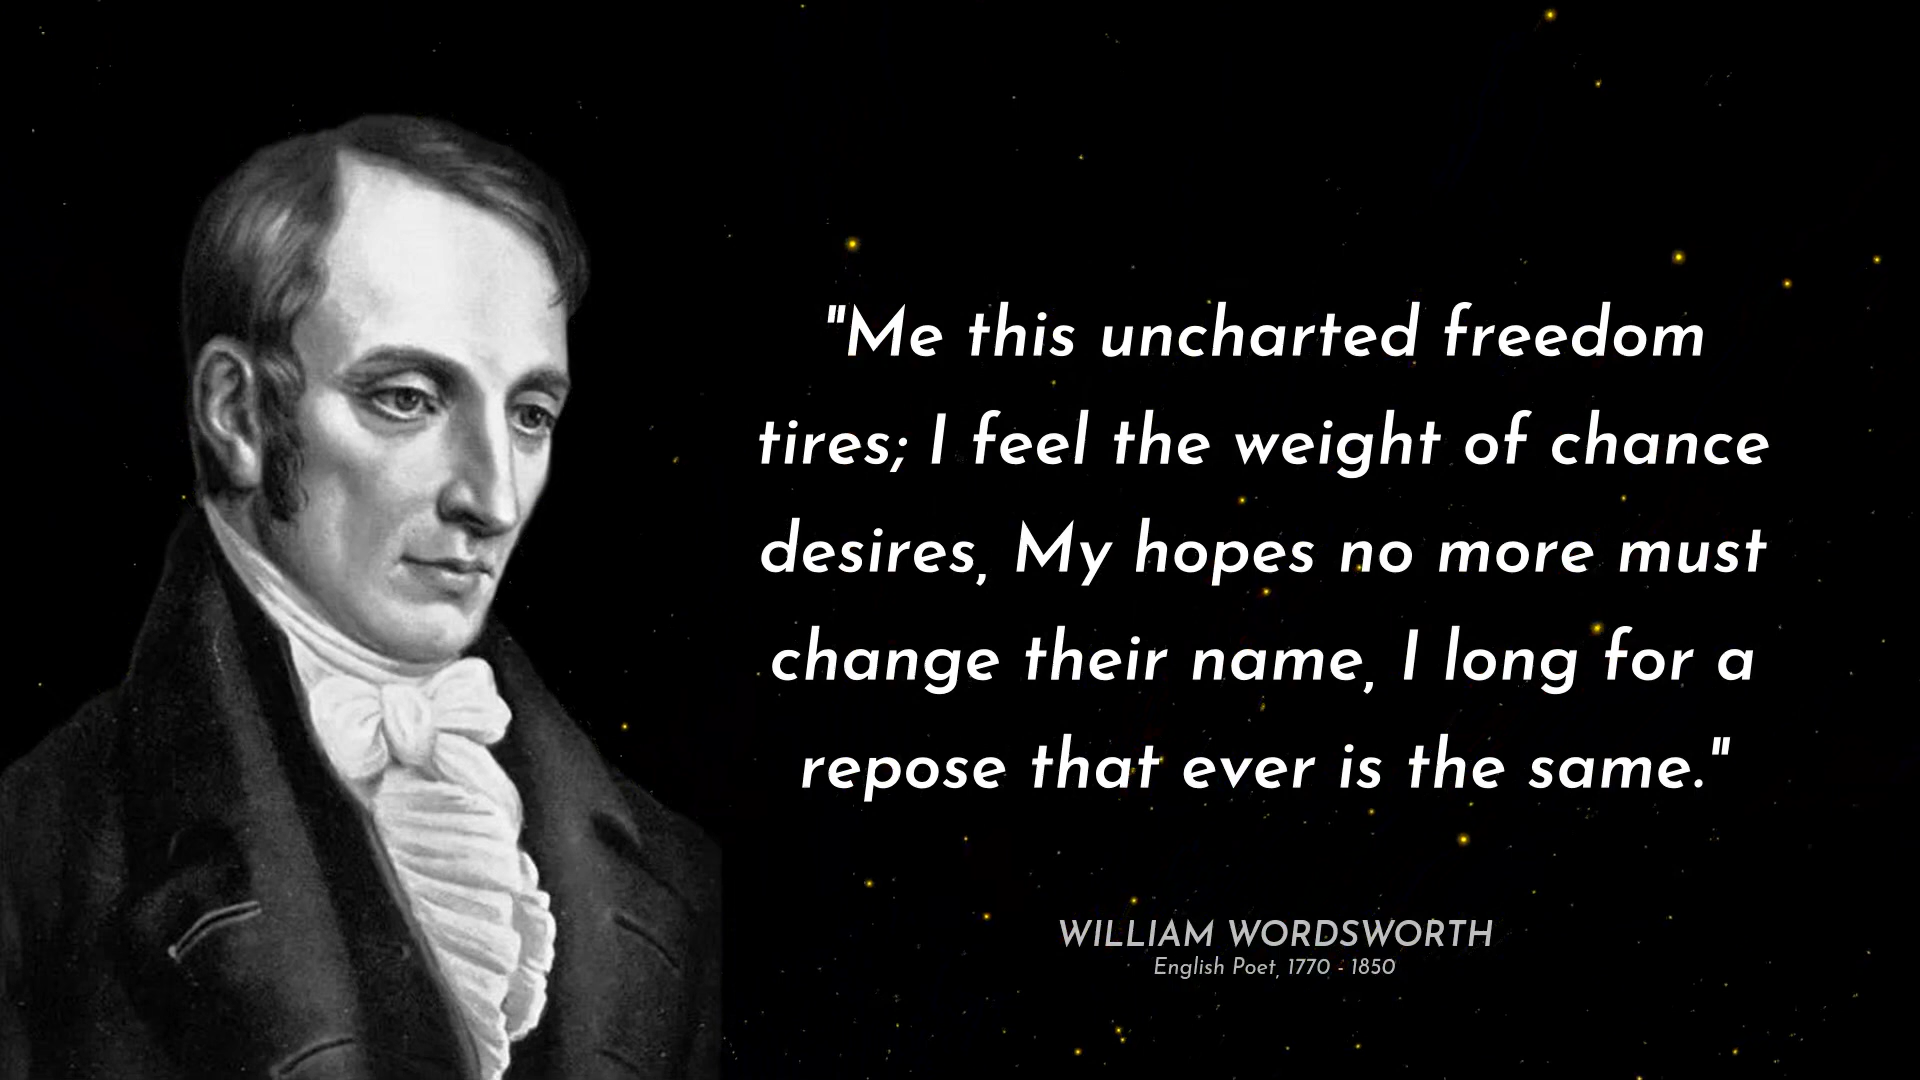 "Me this uncharted freedom
tires; I feel the weight of chance
desires, My hopes no more must
change their name, I long for a
repose that ever is the same."
WILLIAM WORDSWORTH
English Poet, 1770 - 1850